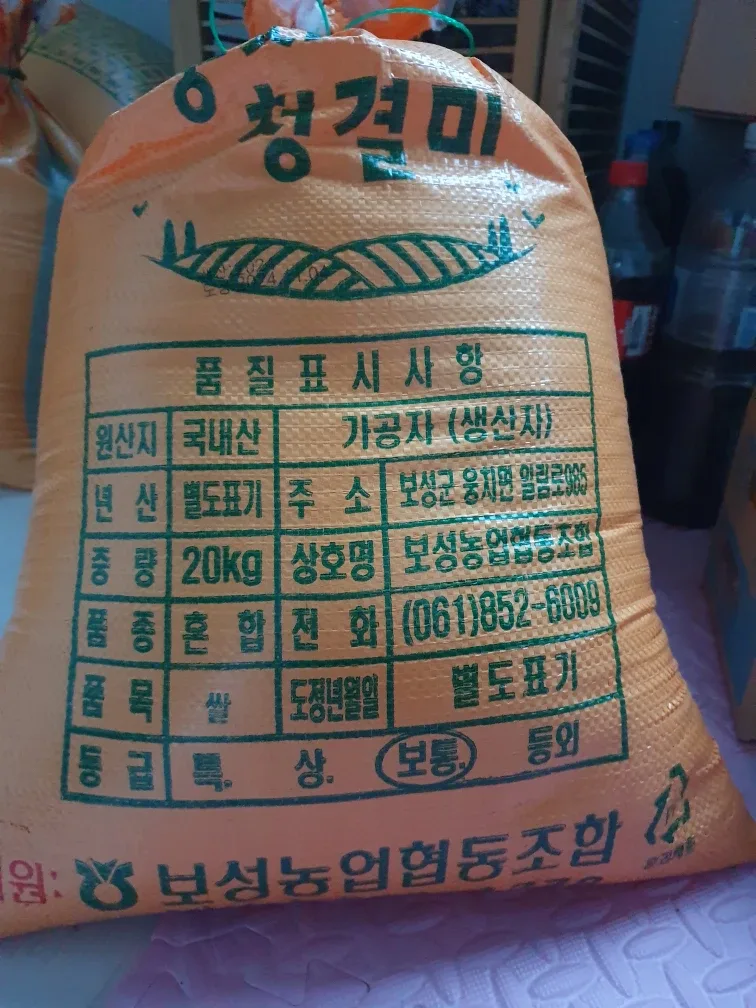 청결미
품질표시사항
원산지 국내산 가공자 (생산자)
년산 별도표기 주소 보성군 웅치면 일림로985
중량 20kg 상호명 보성농업협동조합
품종 혼합 전화 (061)852-6009
품목 쌀 도정년월일 별도표기
등급 특. 상. 보통. 등외
원: 보성농업협동조합